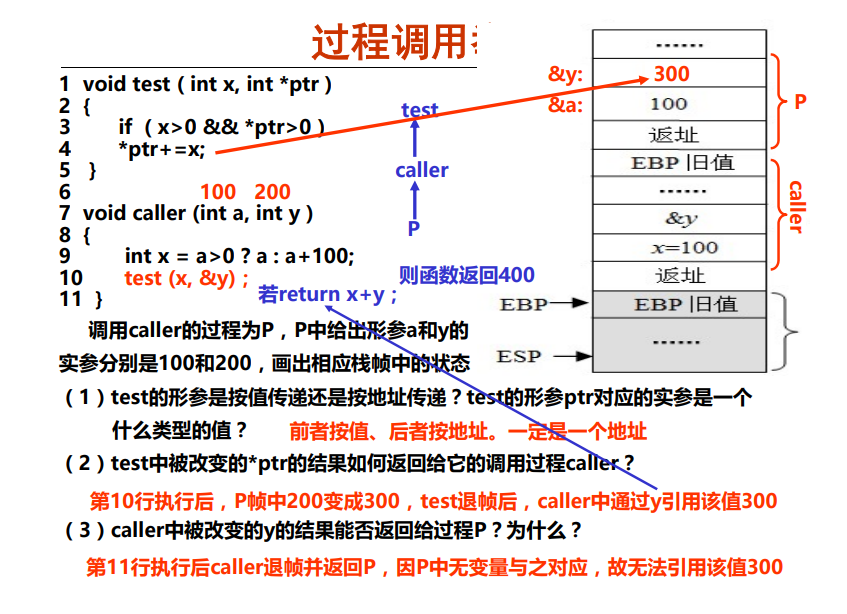 过程调用
1 void test ( int x, int *ptr )
2 {
3 if ( x>0 && *ptr>0 )
4 *ptr+=x;
5 }
6 100 200
7 void caller (int a, int y )
8 {
9 int x = a>0 ? a : a+100;
10 test (x, &y) ;
11 }
test
caller
P
则函数返回400
若return x+y ;
......
&y: 300
&a: 100
返址
EBP 旧值
......
&y
x=100
返址
EBP EBP 旧值
ESP ......
P
caller
调用caller的过程为P，P中给出形参a和y的
实参分别是100和200，画出相应栈帧中的状态
（1）test的形参是按值传递还是按地址传递？test的形参ptr对应的实参是一个
什么类型的值？ 前者按值、后者按地址。一定是一个地址
（2）test中被改变的*ptr的结果如何返回给它的调用过程caller？
第10行执行后，P帧中200变成300，test退帧后，caller中通过y引用该值300
（3）caller中被改变的y的结果能否返回给过程P？为什么？
第11行执行后caller退帧并返回P，因P中无变量与之对应，故无法引用该值300